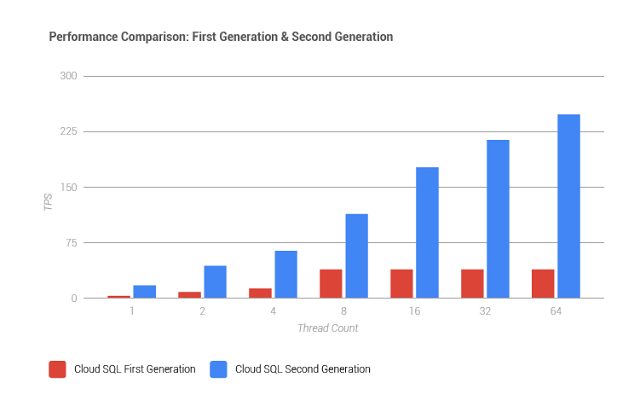 Performance Comparison: First Generation & Second Generation
300
225
150
75
0
TPS
1 2 4 8 16 32 64
Thread Count
Cloud SQL First Generation Cloud SQL Second Generation